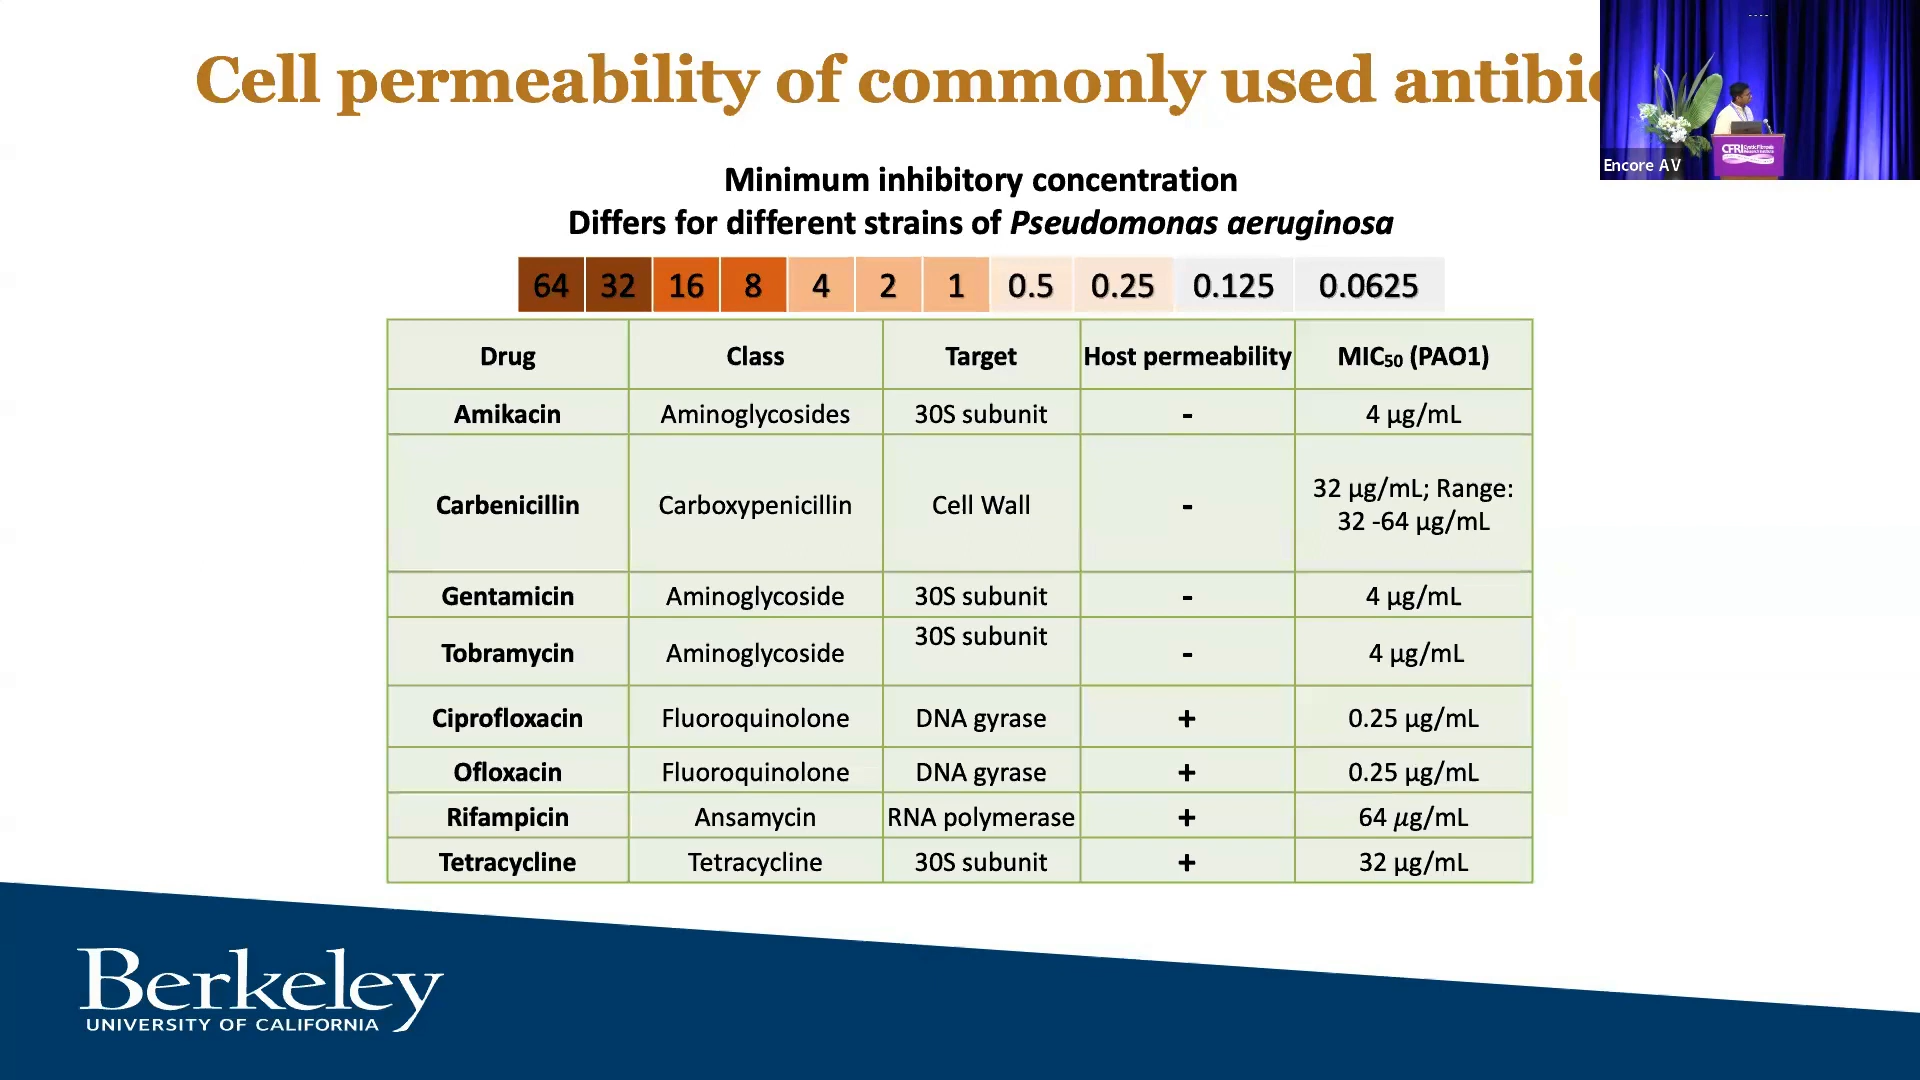 Cell permeability of commonly used antibio
Encore AV
CFRI Cystic Fibrosis
Minimum inhibitory concentration
Differs for different strains of Pseudomonas aeruginosa
64 32 16 8 4 2 1 0.5 0.25 0.125 0.0625
Drug Class Target Host permeability MIC₅₀ (PAO1)
Amikacin Aminoglycosides 30S subunit - 4 µg/mL
Carbenicillin Carboxypenicillin Cell Wall - 32 µg/mL; Range:
32 -64 µg/mL
Gentamicin Aminoglycoside 30S subunit - 4 µg/mL
Tobramycin Aminoglycoside 30S subunit - 4 µg/mL
Ciprofloxacin Fluoroquinolone DNA gyrase + 0.25 µg/mL
Ofloxacin Fluoroquinolone DNA gyrase + 0.25 µg/mL
Rifampicin Ansamycin RNA polymerase + 64 µg/mL
Tetracycline Tetracycline 30S subunit + 32 µg/mL
Berkeley
UNIVERSITY OF CALIFORNIA